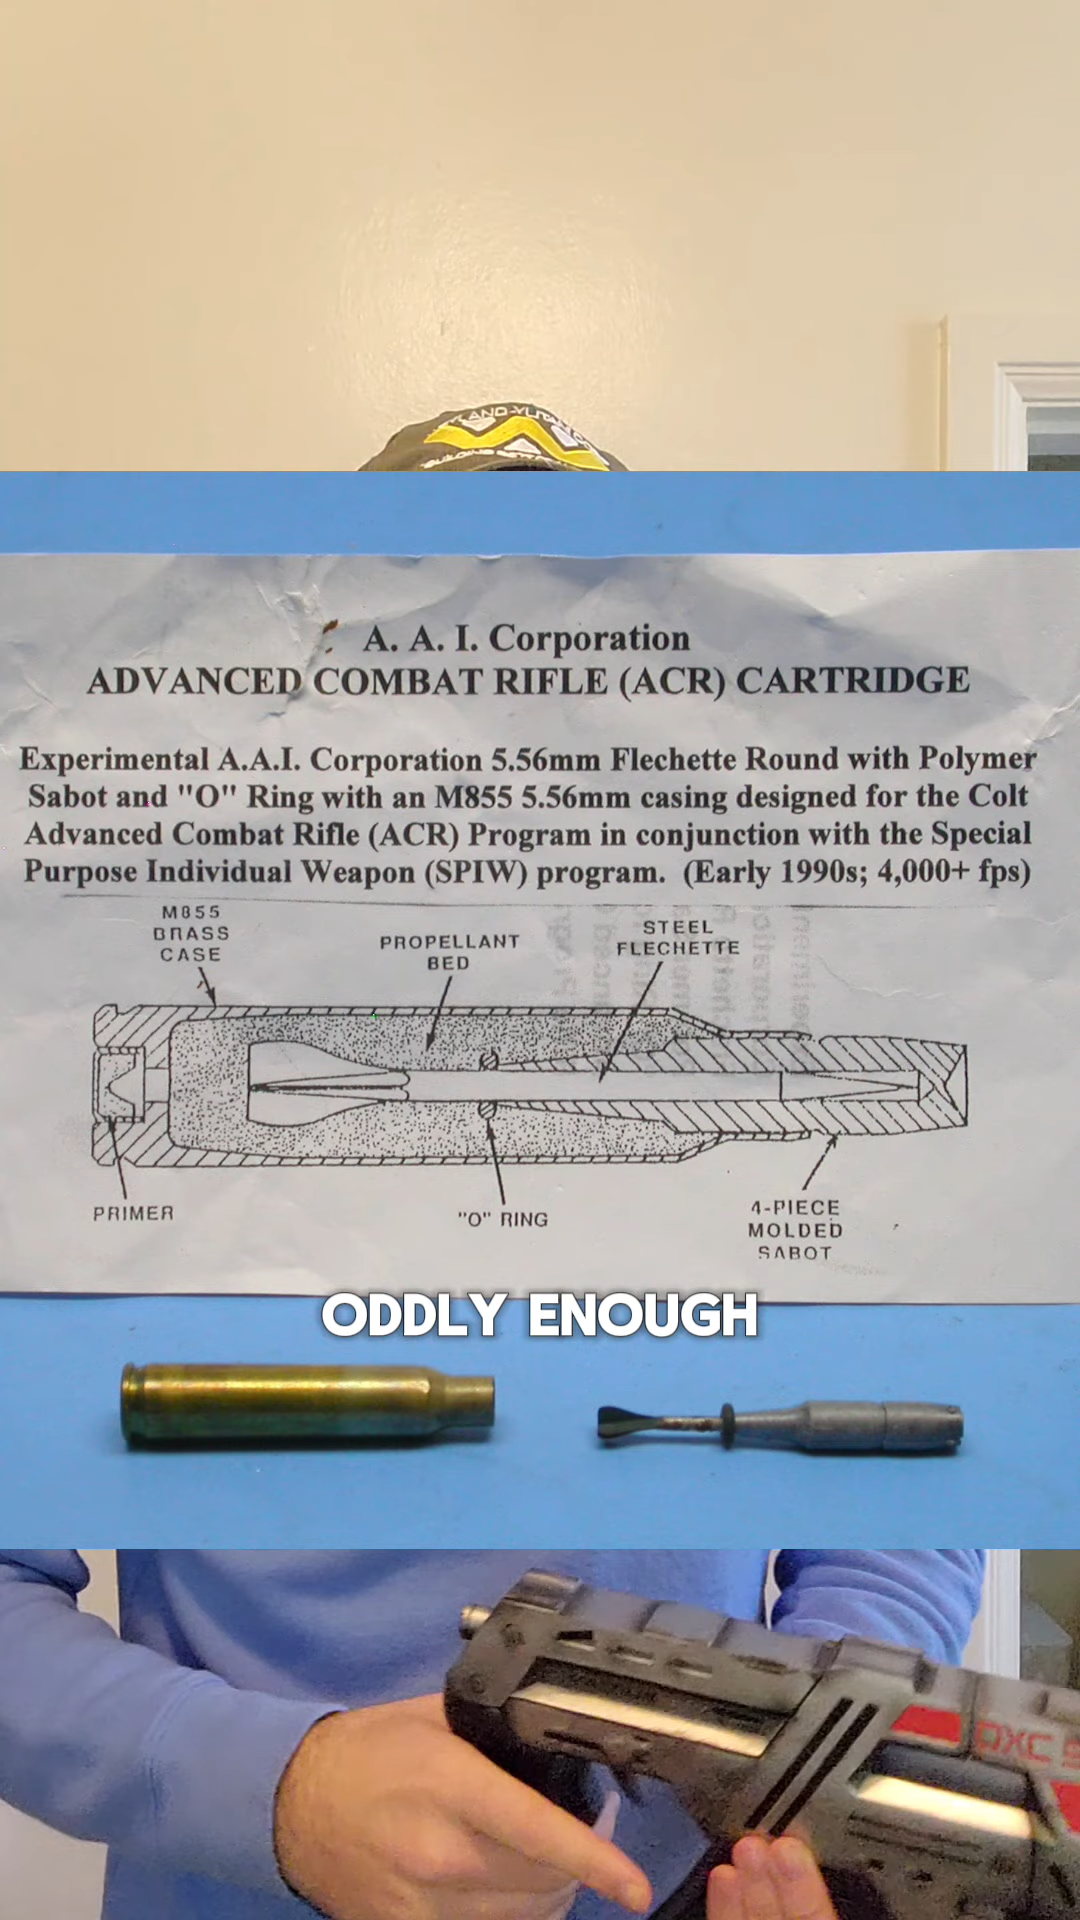 A. A. I. Corporation
ADVANCED COMBAT RIFLE (ACR) CARTRIDGE
Experimental A.A.I. Corporation 5.56mm Flechette Round with Polymer
Sabot and "O" Ring with an M855 5.56mm casing designed for the Colt
Advanced Combat Rifle (ACR) Program in conjunction with the Special
Purpose Individual Weapon (SPIW) program. (Early 1990s; 4,000+ fps)
M855
BRASS
CASE
PROPELLANT
BED
STEEL
FLECHETTE
PRIMER
"O" RING
4-PIECE
MOLDED
SABOT
ODDLY ENOUGH